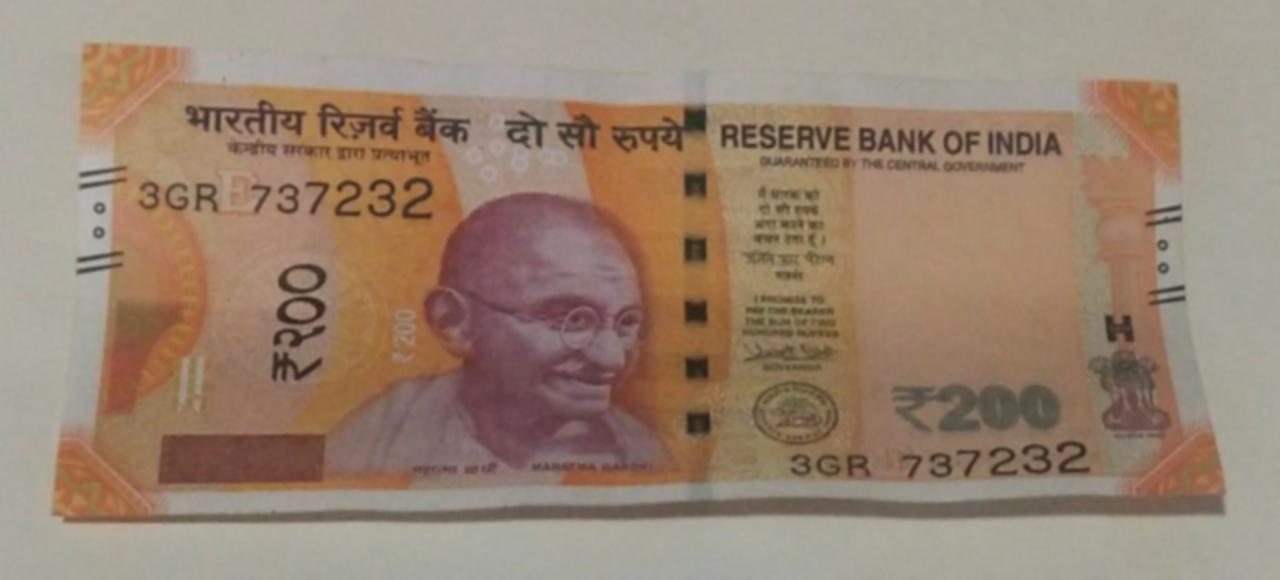 भारतीय रिज़र्व बैंक दो सौ रुपये
केन्द्रीय सरकार द्वारा प्रत्याभूत
RESERVE BANK OF INDIA
GUARANTEED BY THE CENTRAL GOVERNMENT
3GR 737232
E
₹२००
₹200
मैं धारक को
दो सौ रुपये
अदा करने का
वचन देता हूँ।
I PROMISE TO
PAY THE BEARER
THE SUM OF TWO
HUNDRED RUPEES
GOVERNOR
₹200
3GR 737232
महात्मा गांधी MAHATMA GANDHI